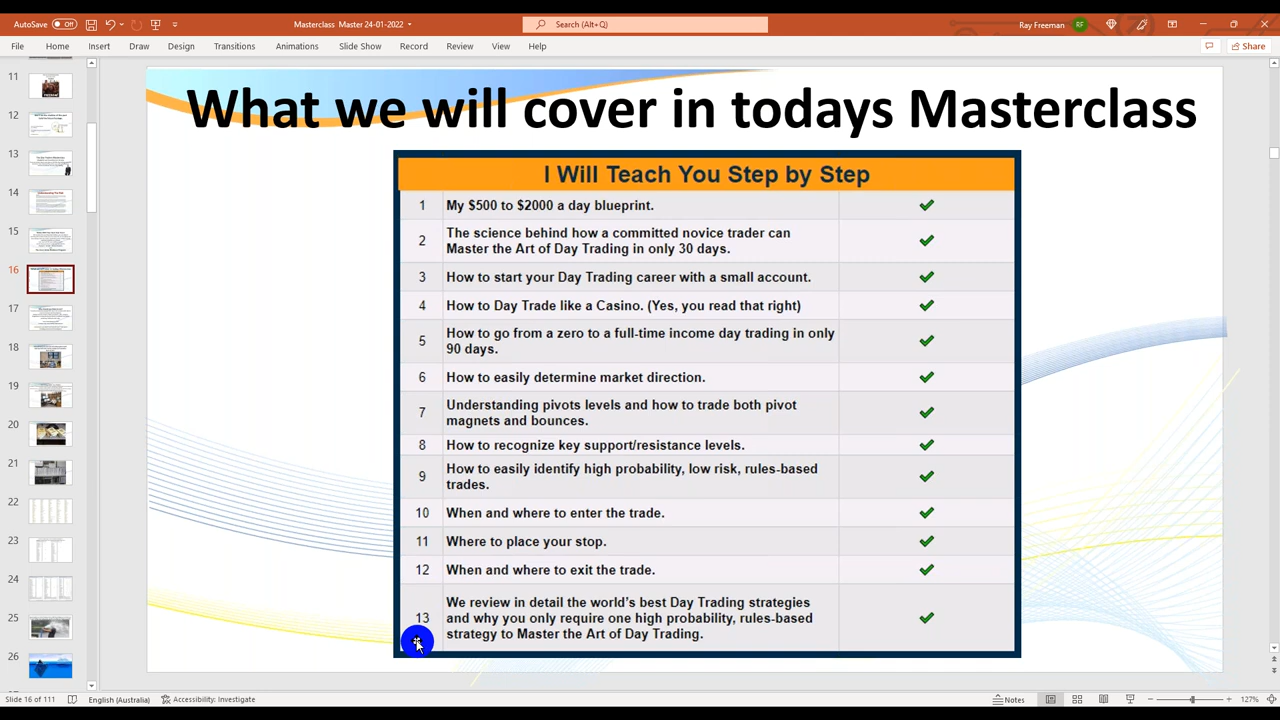 AutoSave Off
Masterclass Master 24-01-2022
Search (Alt+Q)
Ray Freeman RF
File Home Insert Draw Design Transitions Animations Slide Show Record Review View Help
Share
11
12
13
14
15
16
17
18
19
20
21
22
23
24
25
26
What we will cover in todays Masterclass
I Will Teach You Step by Step
1 My $500 to $2000 a day blueprint.
2 The science behind how a committed novice trader can
Master the Art of Day Trading in only 30 days.
3 How to start your Day Trading career with a small account.
4 How to Day Trade like a Casino. (Yes, you read that right)
5 How to go from a zero to a full-time income day trading in only
90 days.
6 How to easily determine market direction.
7 Understanding pivots levels and how to trade both pivot
magnets and bounces.
8 How to recognize key support/resistance levels.
9 How to easily identify high probability, low risk, rules-based
trades.
10 When and where to enter the trade.
11 Where to place your stop.
12 When and where to exit the trade.
13 We review in detail the world's best Day Trading strategies
and why you only require one high probability, rules-based
strategy to Master the Art of Day Trading.
Slide 16 of 111 English (Australia) Accessibility: Investigate
Notes
127%